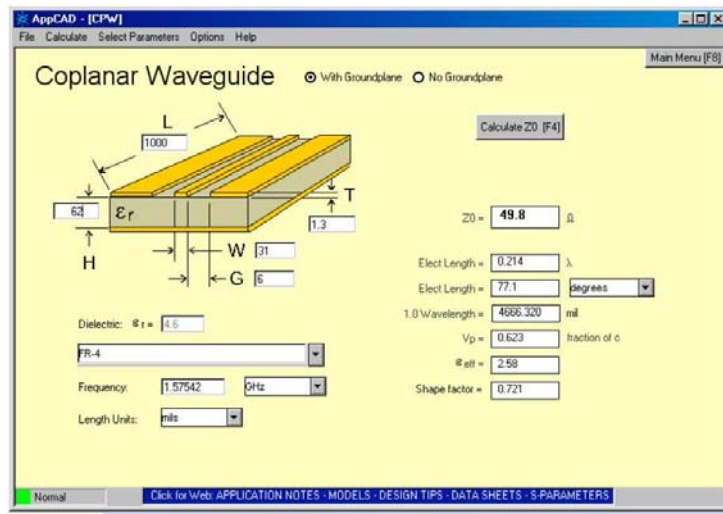 AppCAD - [CPW]
File Calculate Select Parameters Options Help
Main Menu [F8]
Coplanar Waveguide
With Groundplane No Groundplane
Calculate Z0 [F4]
L
1000
62
εr
T
1.3
H
W 31
G 6
Z0 = 49.8 Ω
Elect Length = 0.214 λ
Elect Length = 77.1 degrees
1.0 Wavelength = 4666.320 mil
Vp = 0.623 fraction of c
εeff = 2.58
Shape factor = 0.721
Dielectric: εr = 4.6
FR-4
Frequency: 1.57542 GHz
Length Units: mils
Normal
Click for Web: APPLICATION NOTES - MODELS - DESIGN TIPS - DATA SHEETS - S-PARAMETERS